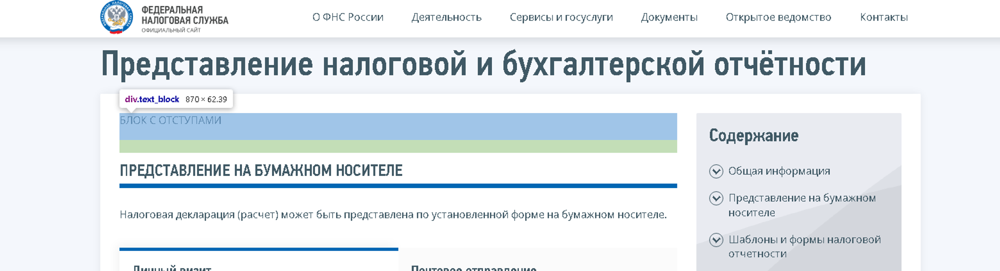 ФЕДЕРАЛЬНАЯ
НАЛОГОВАЯ СЛУЖБА
ОФИЦИАЛЬНЫЙ САЙТ
О ФНС России
Деятельность
Сервисы и госуслуги
Документы
Открытое ведомство
Контакты
Представление налоговой и бухгалтерской отчётности
div.text_block 870 × 62.39
БЛОК С ОТСТУПАМИ
ПРЕДСТАВЛЕНИЕ НА БУМАЖНОМ НОСИТЕЛЕ
Налоговая декларация (расчет) может быть представлена по установленной форме на бумажном носителе.
Личный визит
Почтовое отправление
Содержание
Общая информация
Представление на бумажном
носителе
Шаблоны и формы налоговой
отчетности